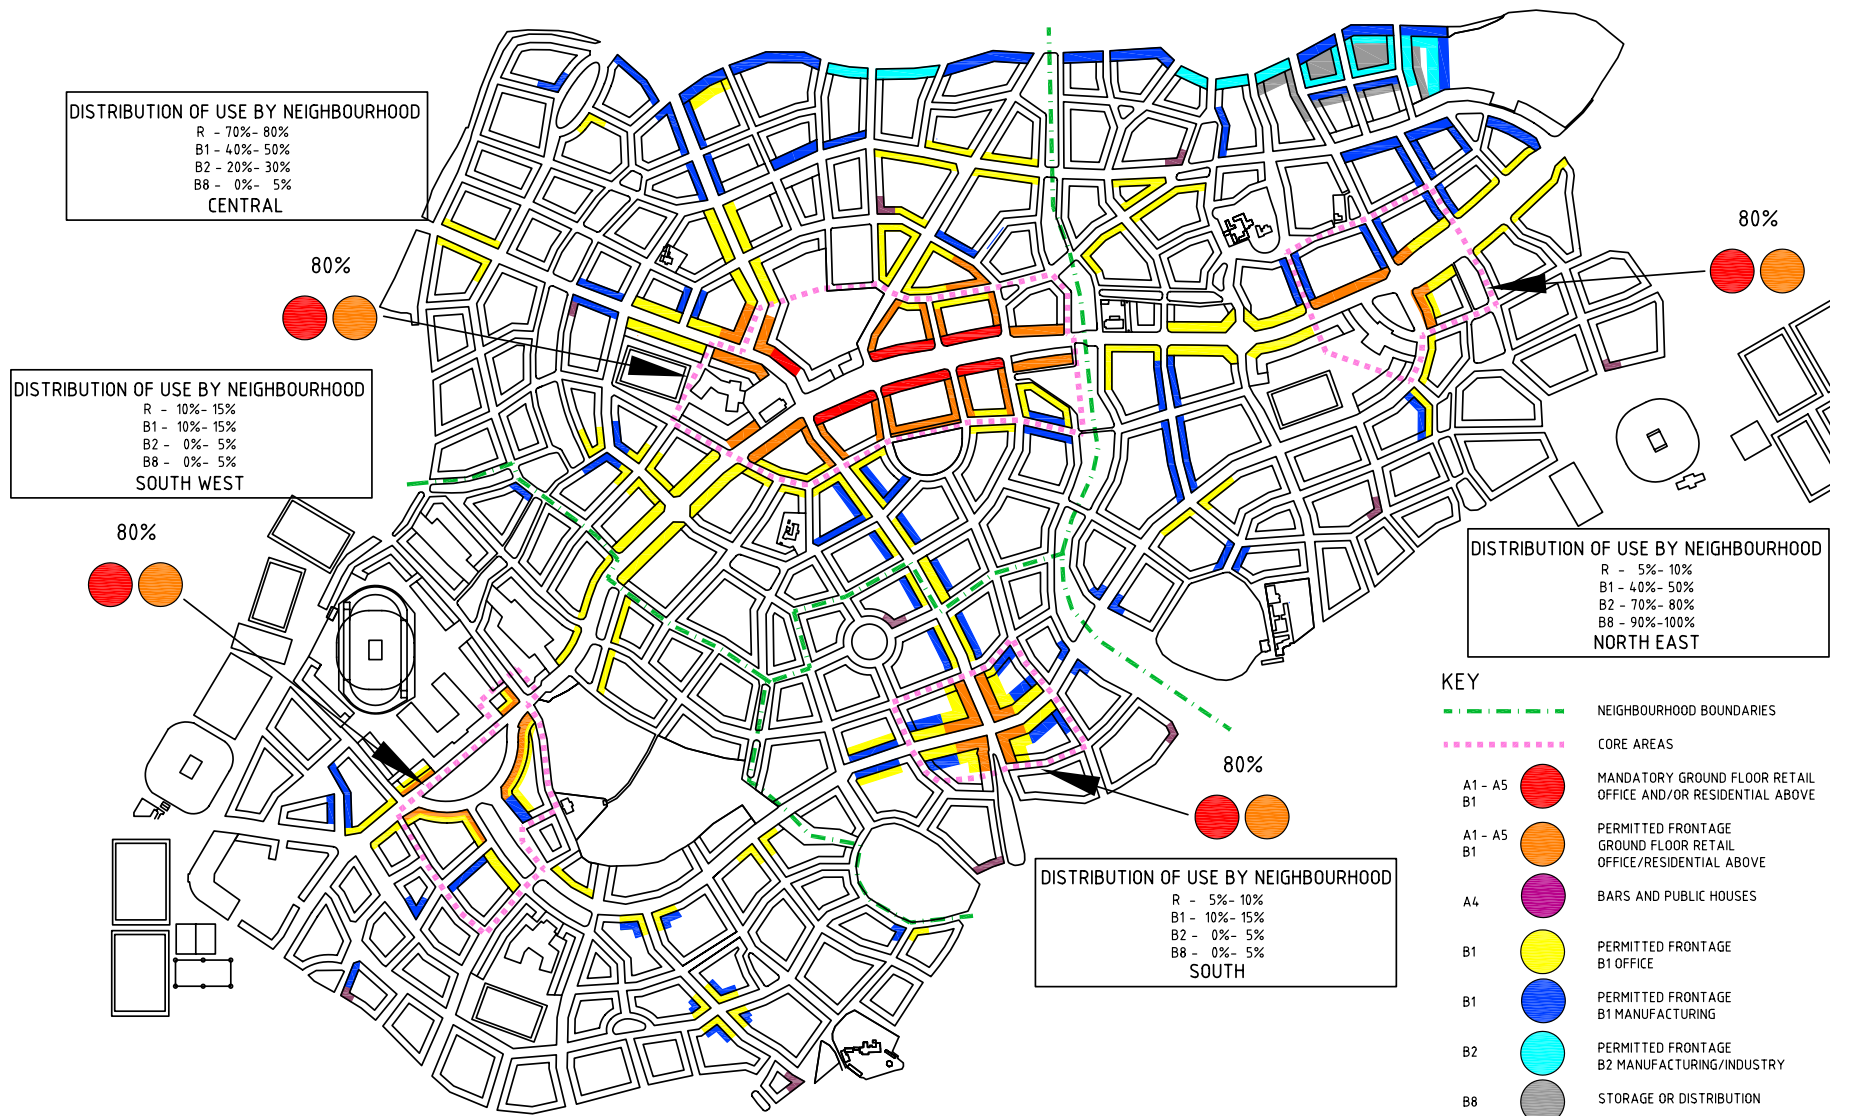 DISTRIBUTION OF USE BY NEIGHBOURHOOD
R - 70%- 80%
B1 - 40%- 50%
B2 - 20%- 30%
B8 - 0%- 5%
CENTRAL
80%
80%
DISTRIBUTION OF USE BY NEIGHBOURHOOD
R - 10%- 15%
B1 - 10%- 15%
B2 - 0%- 5%
B8 - 0%- 5%
SOUTH WEST
80%
DISTRIBUTION OF USE BY NEIGHBOURHOOD
R - 5%- 10%
B1 - 40%- 50%
B2 - 70%- 80%
B8 - 90%-100%
NORTH EAST
80%
DISTRIBUTION OF USE BY NEIGHBOURHOOD
R - 5%- 10%
B1 - 10%- 15%
B2 - 0%- 5%
B8 - 0%- 5%
SOUTH
KEY
NEIGHBOURHOOD BOUNDARIES
CORE AREAS
A1 - A5
B1
MANDATORY GROUND FLOOR RETAIL
OFFICE AND/OR RESIDENTIAL ABOVE
A1 - A5
B1
PERMITTED FRONTAGE
GROUND FLOOR RETAIL
OFFICE/RESIDENTIAL ABOVE
A4
BARS AND PUBLIC HOUSES
B1
PERMITTED FRONTAGE
B1 OFFICE
B1
PERMITTED FRONTAGE
B1 MANUFACTURING
B2
PERMITTED FRONTAGE
B2 MANUFACTURING/INDUSTRY
B8
STORAGE OR DISTRIBUTION